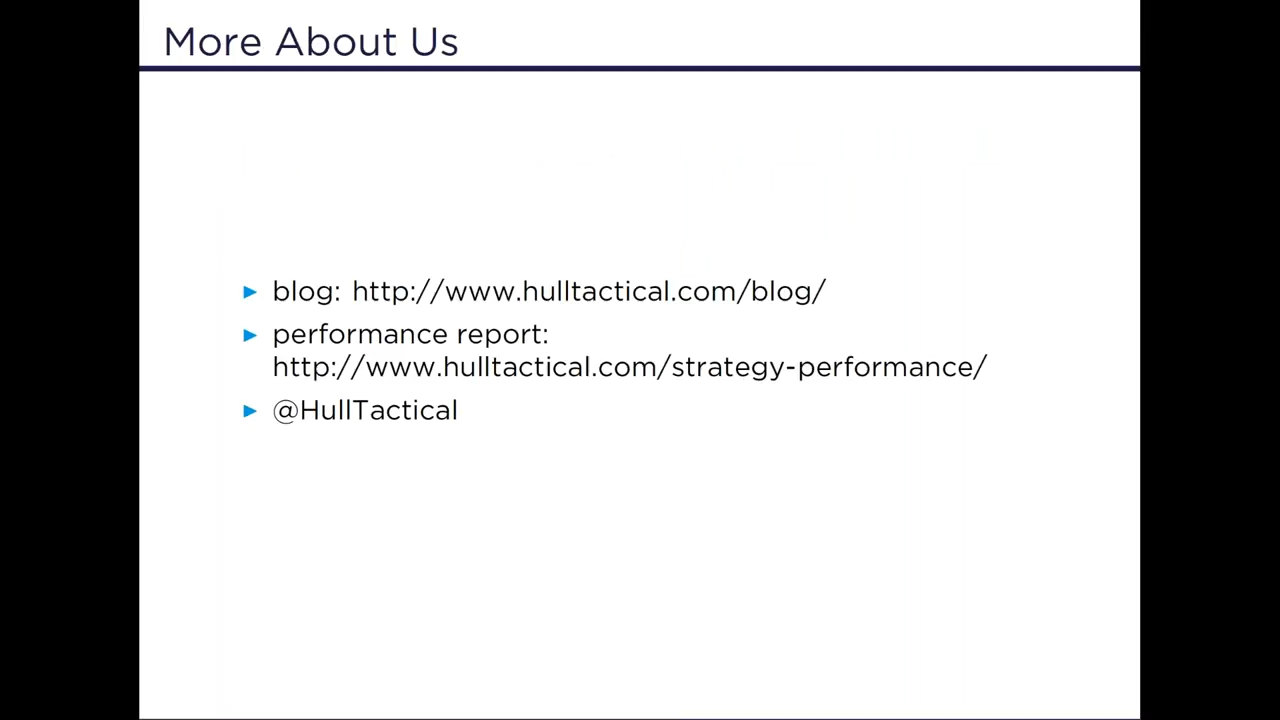 More About Us
► blog: http://www.hulltactical.com/blog/
► performance report:
http://www.hulltactical.com/strategy-performance/
► @HullTactical